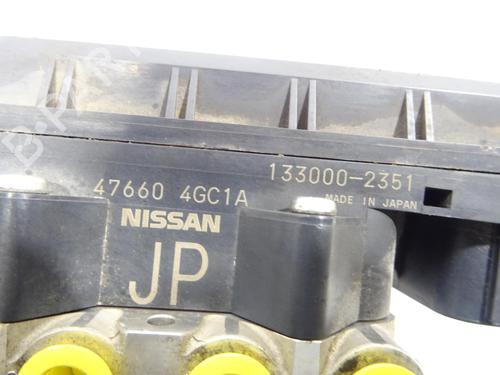 47660 4GC1A
133000-2351
MADE IN JAPAN
NISSAN
JP